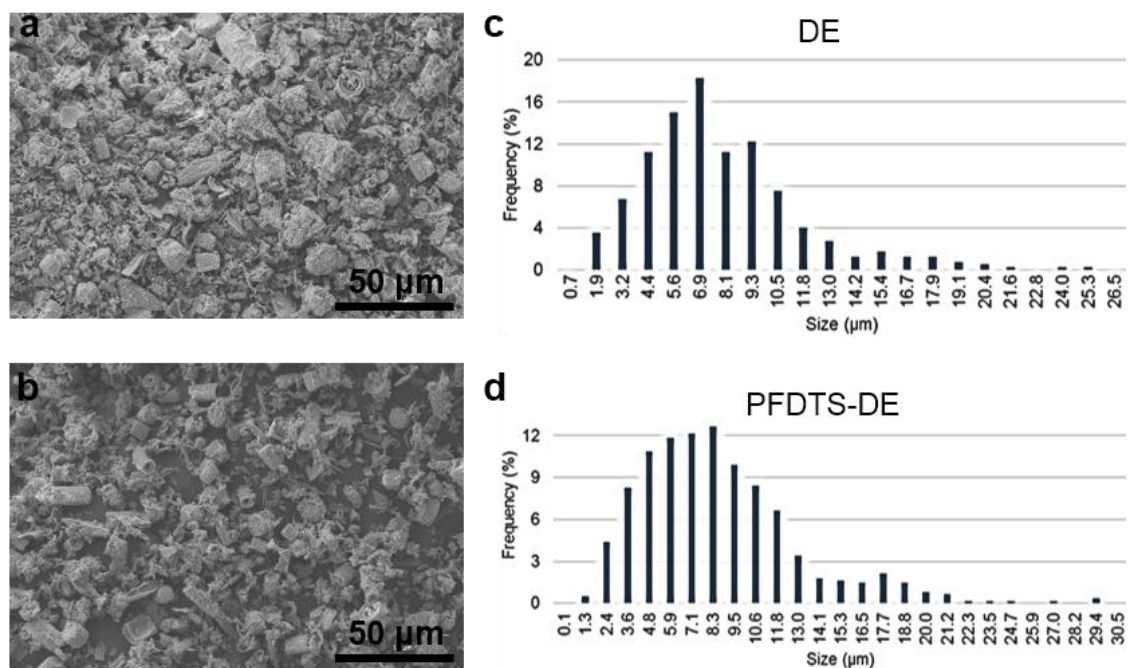 a
50 µm
b
50 µm
c
DE
Frequency (%)
20
16
12
8
4
0
0.7 1.9 3.2 4.4 5.6 6.9 8.1 9.3 10.5 11.8 13.0 14.2 15.4 16.7 17.9 19.1 20.4 21.6 22.8 24.0 25.3 26.5
Size (µm)
d
PFDTS-DE
Frequency (%)
12
9
6
3
0
0.1 1.3 2.4 3.6 4.8 5.9 7.1 8.3 9.5 10.6 11.8 13.0 14.1 15.3 16.5 17.7 18.8 20.0 21.2 22.3 23.5 24.7 25.9 27.0 28.2 29.4 30.5
Size (µm)